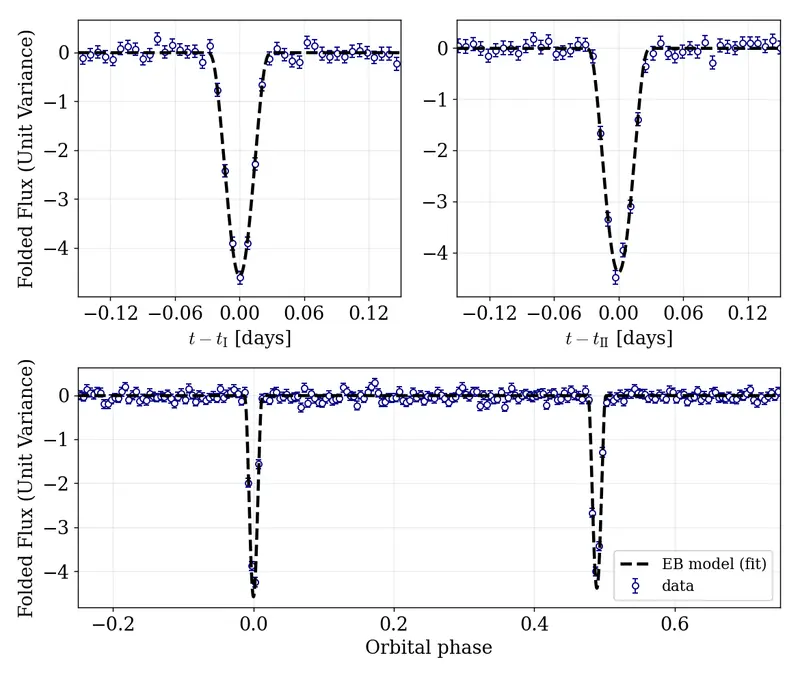 Folded Flux (Unit Variance)
0
−1
−2
−3
−4
−0.12 −0.06 0.00 0.06 0.12
t − tI [days]
0
−1
−2
−3
−4
−0.12 −0.06 0.00 0.06 0.12
t − tII [days]
Folded Flux (Unit Variance)
0
−1
−2
−3
−4
−0.2 0.0 0.2 0.4 0.6
Orbital phase
EB model (fit)
data